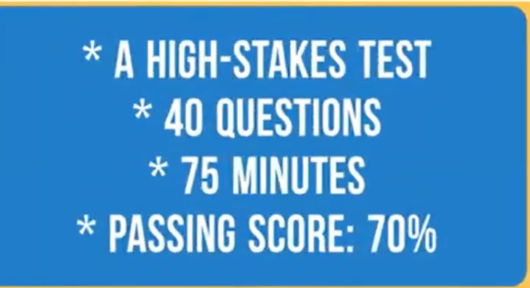 * A HIGH-STAKES TEST
* 40 QUESTIONS
* 75 MINUTES
* PASSING SCORE: 70%